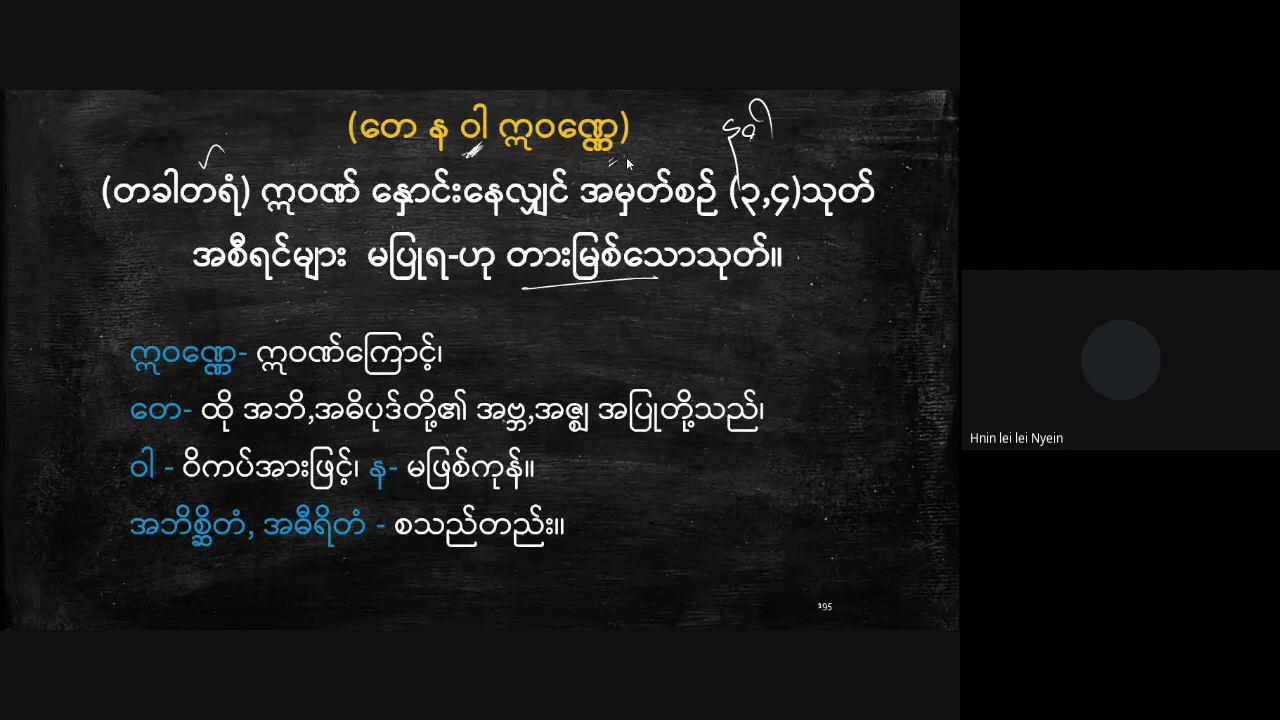 (တေ န ဝါ ဣဝဏ္ဏေ)
နဝါ
(တခါတရံ) ဣဝဏ် နှောင်းနေလျှင် အမှတ်စဉ် (၃,၄)သုတ်
အစီရင်များ မပြုရ-ဟု တားမြစ်သောသုတ်။
ဣဝဏ္ဏေ- ဣဝဏ်ကြောင့်၊
တေ- ထို အဘိ,အဓိပုဒ်တို့၏ အဗ္ဘ,အဇ္ဈ အပြုတို့သည်၊
ဝါ - ဝိကပ်အားဖြင့်၊ န- မဖြစ်ကုန်။
အဘိစ္ဆိတံ, အဓီရိတံ - စသည်တည်း။
195
Hnin lei lei Nyein